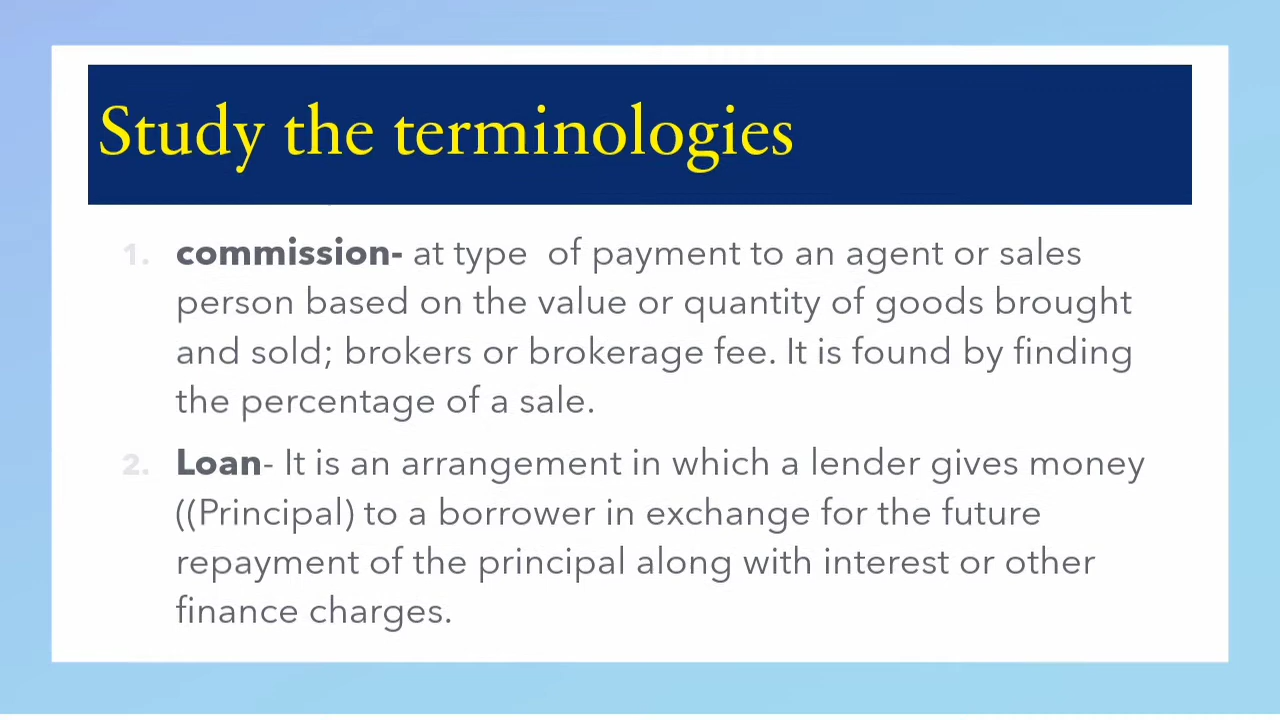 Study the terminologies
1. commission- at type  of payment to an agent or sales
person based on the value or quantity of goods brought
and sold; brokers or brokerage fee. It is found by finding
the percentage of a sale.
2. Loan- It is an arrangement in which a lender gives money
((Principal) to a borrower in exchange for the future
repayment of the principal along with interest or other
finance charges.